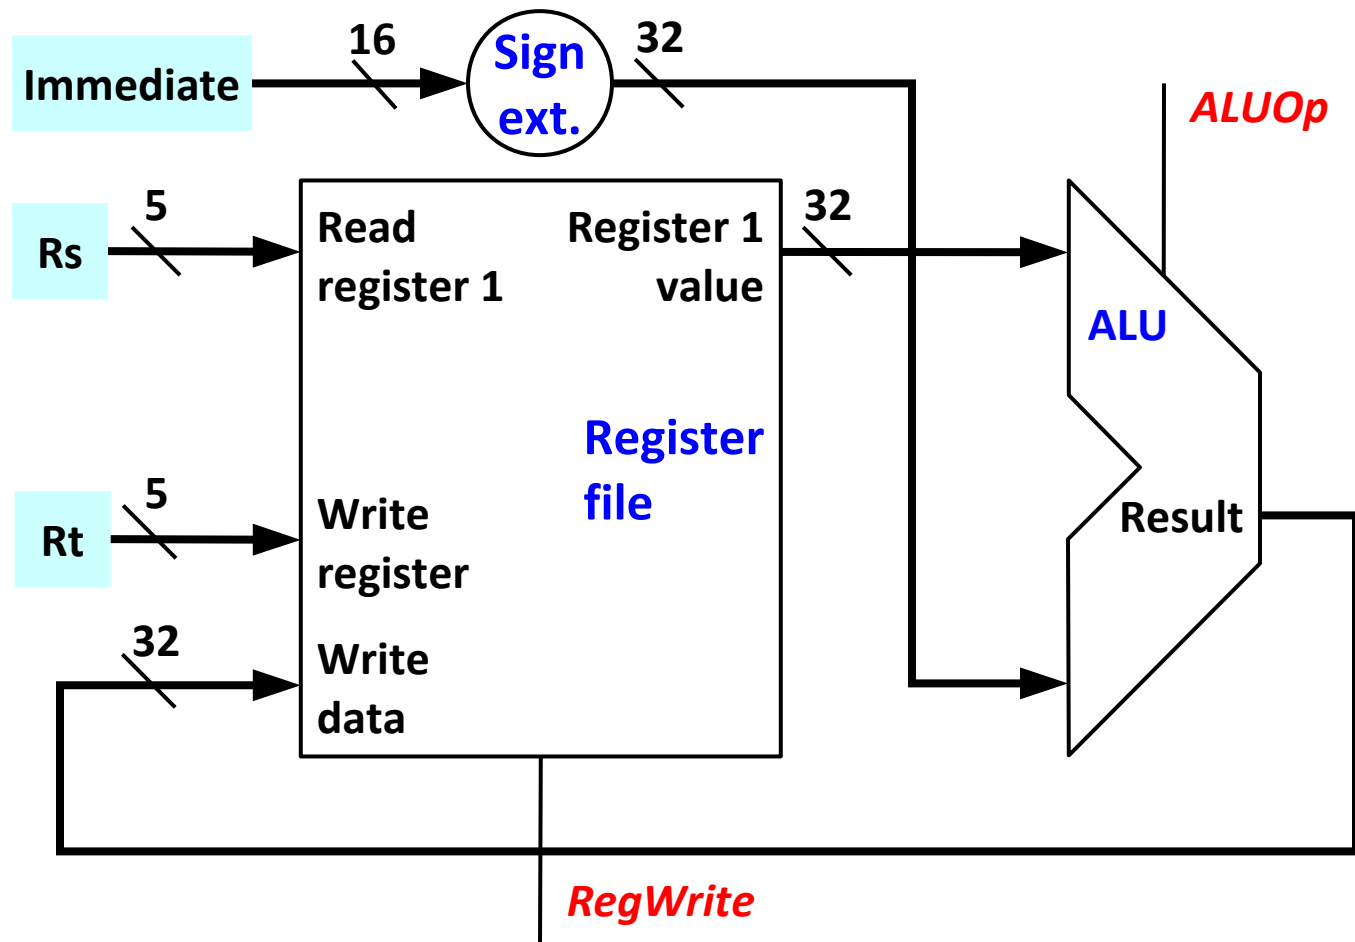 16
Sign
ext.
32
Immediate
ALUOp
Rs
5
Read
register 1
Register 1
value
32
ALU
Register
file
Rt
5
Write
register
Result
32
Write
data
RegWrite